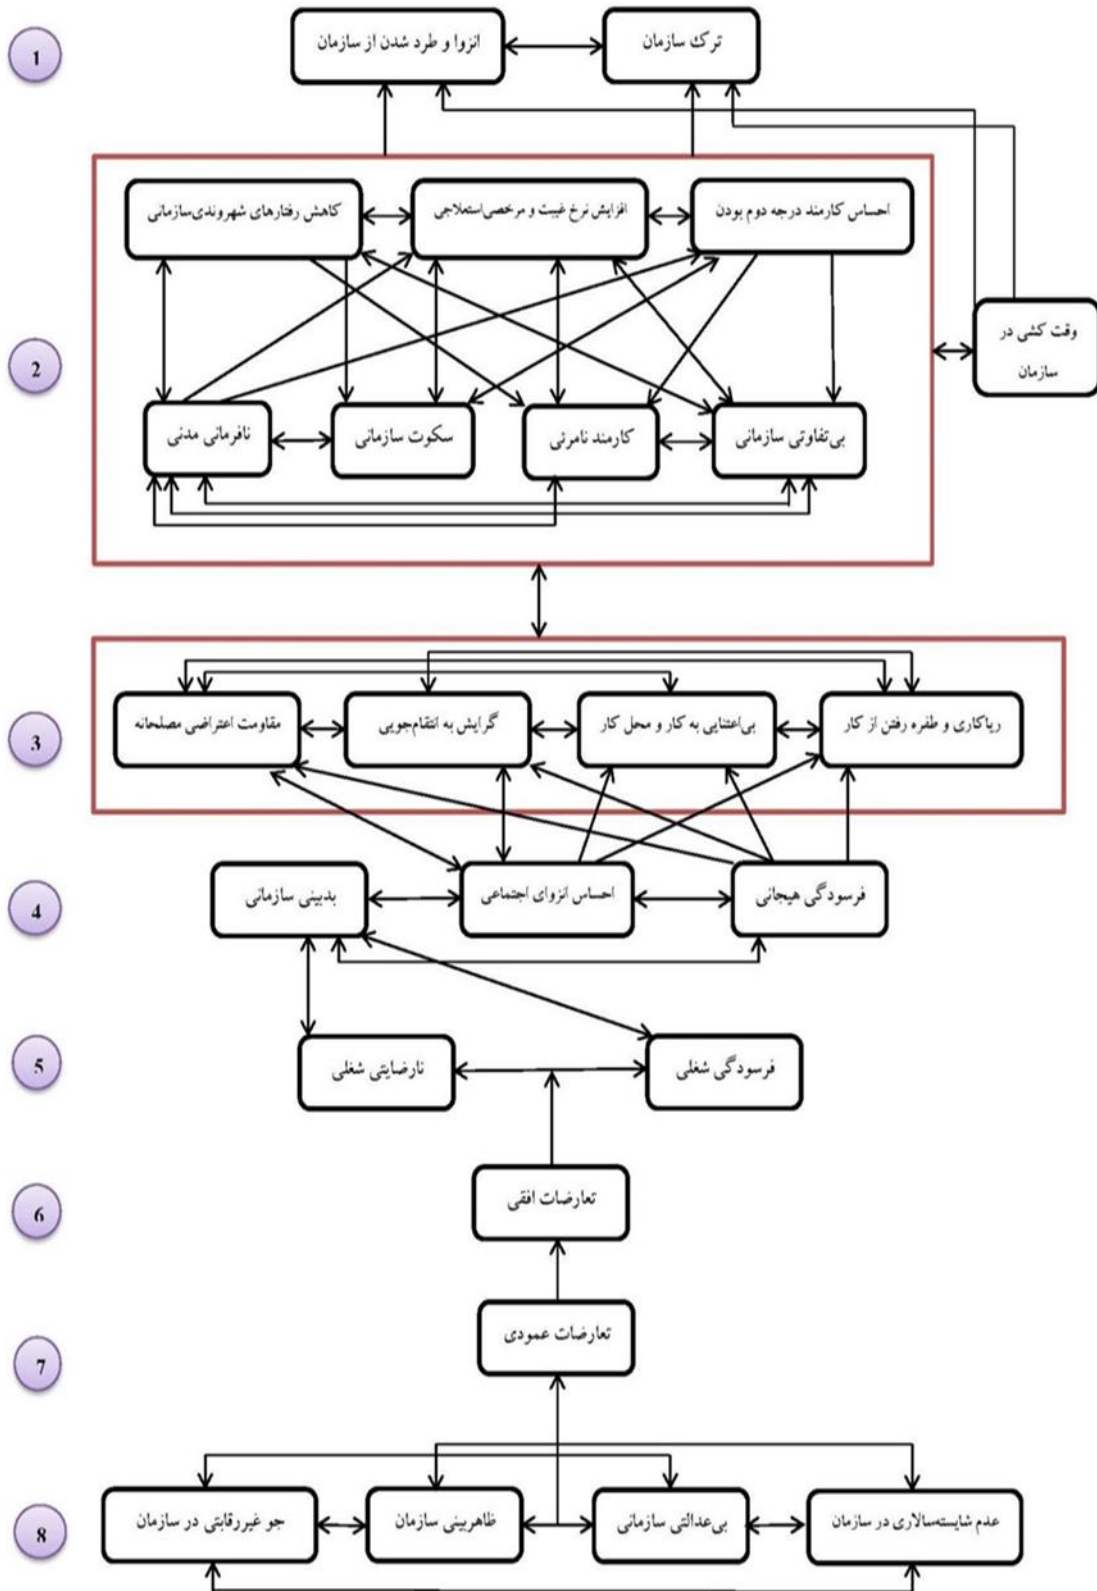 1
ترک سازمان
انزوا و طرد شدن از سازمان
2
احساس کارمند درجه دوم بودن
افزایش نرخ غیبت و مرخصی‌استعلاجی
کاهش رفتارهای شهروندی‌سازمانی
وقت کشی در
سازمان
بی‌تفاوتی سازمانی
کارمند نامرئی
سکوت سازمانی
نافرمانی مدنی
3
ریاکاری و طفره رفتن از کار
بی‌اعتنایی به کار و محل کار
گرایش به انتقام‌جویی
مقاومت اعتراضی مصلحانه
4
فرسودگی هیجانی
احساس انزوای اجتماعی
بدبینی سازمانی
5
فرسودگی شغلی
نارضایتی شغلی
6
تعارضات افقی
7
تعارضات عمودی
8
عدم شایسته‌سالاری در سازمان
بی‌عدالتی سازمانی
ظاهربینی سازمان
جو غیررقابتی در سازمان